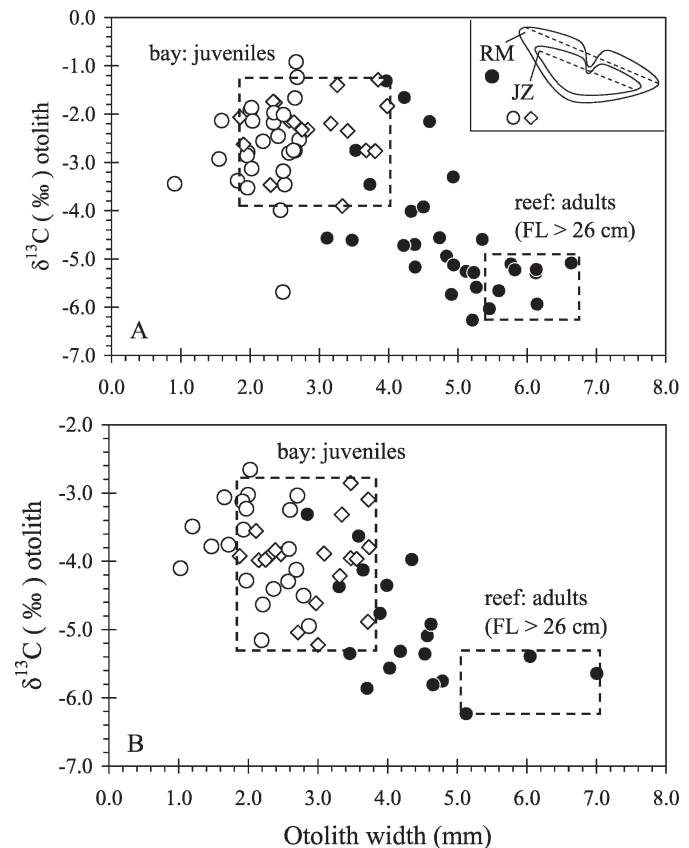 0.0
bay: juveniles
RM
JZ
-1.0
-2.0
-3.0
δ¹³C ( ‰ ) otolith
-4.0
reef: adults
(FL > 26 cm)
-5.0
-6.0
A
-7.0
0.0 1.0 2.0 3.0 4.0 5.0 6.0 7.0 8.0
-2.0
bay: juveniles
-3.0
-4.0
δ¹³C ( ‰ ) otolith
reef: adults
(FL > 26 cm)
-5.0
-6.0
B
-7.0
0.0 1.0 2.0 3.0 4.0 5.0 6.0 7.0 8.0
Otolith width (mm)